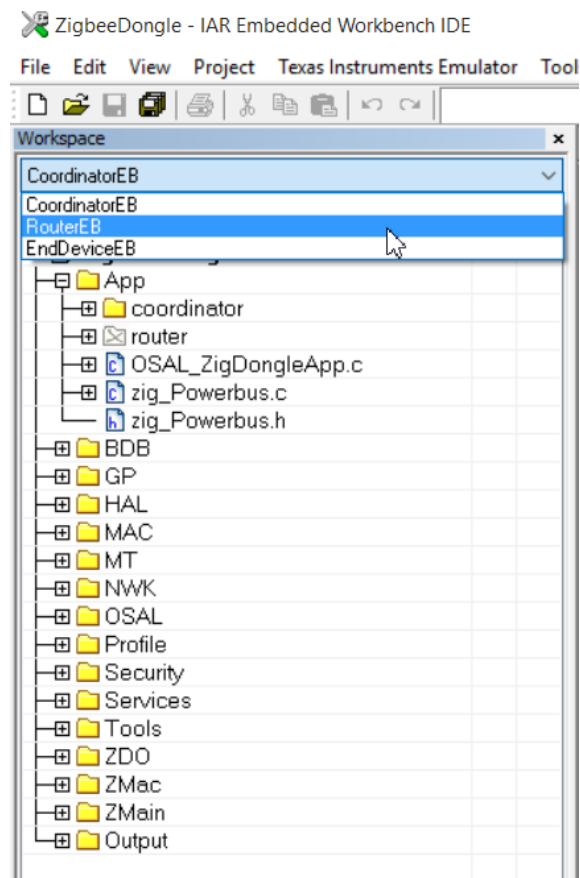 ZigbeeDongle - IAR Embedded Workbench IDE
File Edit View Project Texas Instruments Emulator Tool
Workspace
CoordinatorEB
CoordinatorEB
RouterEB
EndDeviceEB
App
coordinator
router
OSAL_ZigDongleApp.c
zig_Powerbus.c
zig_Powerbus.h
BDB
GP
HAL
MAC
MT
NWK
OSAL
Profile
Security
Services
Tools
ZDO
ZMac
ZMain
Output